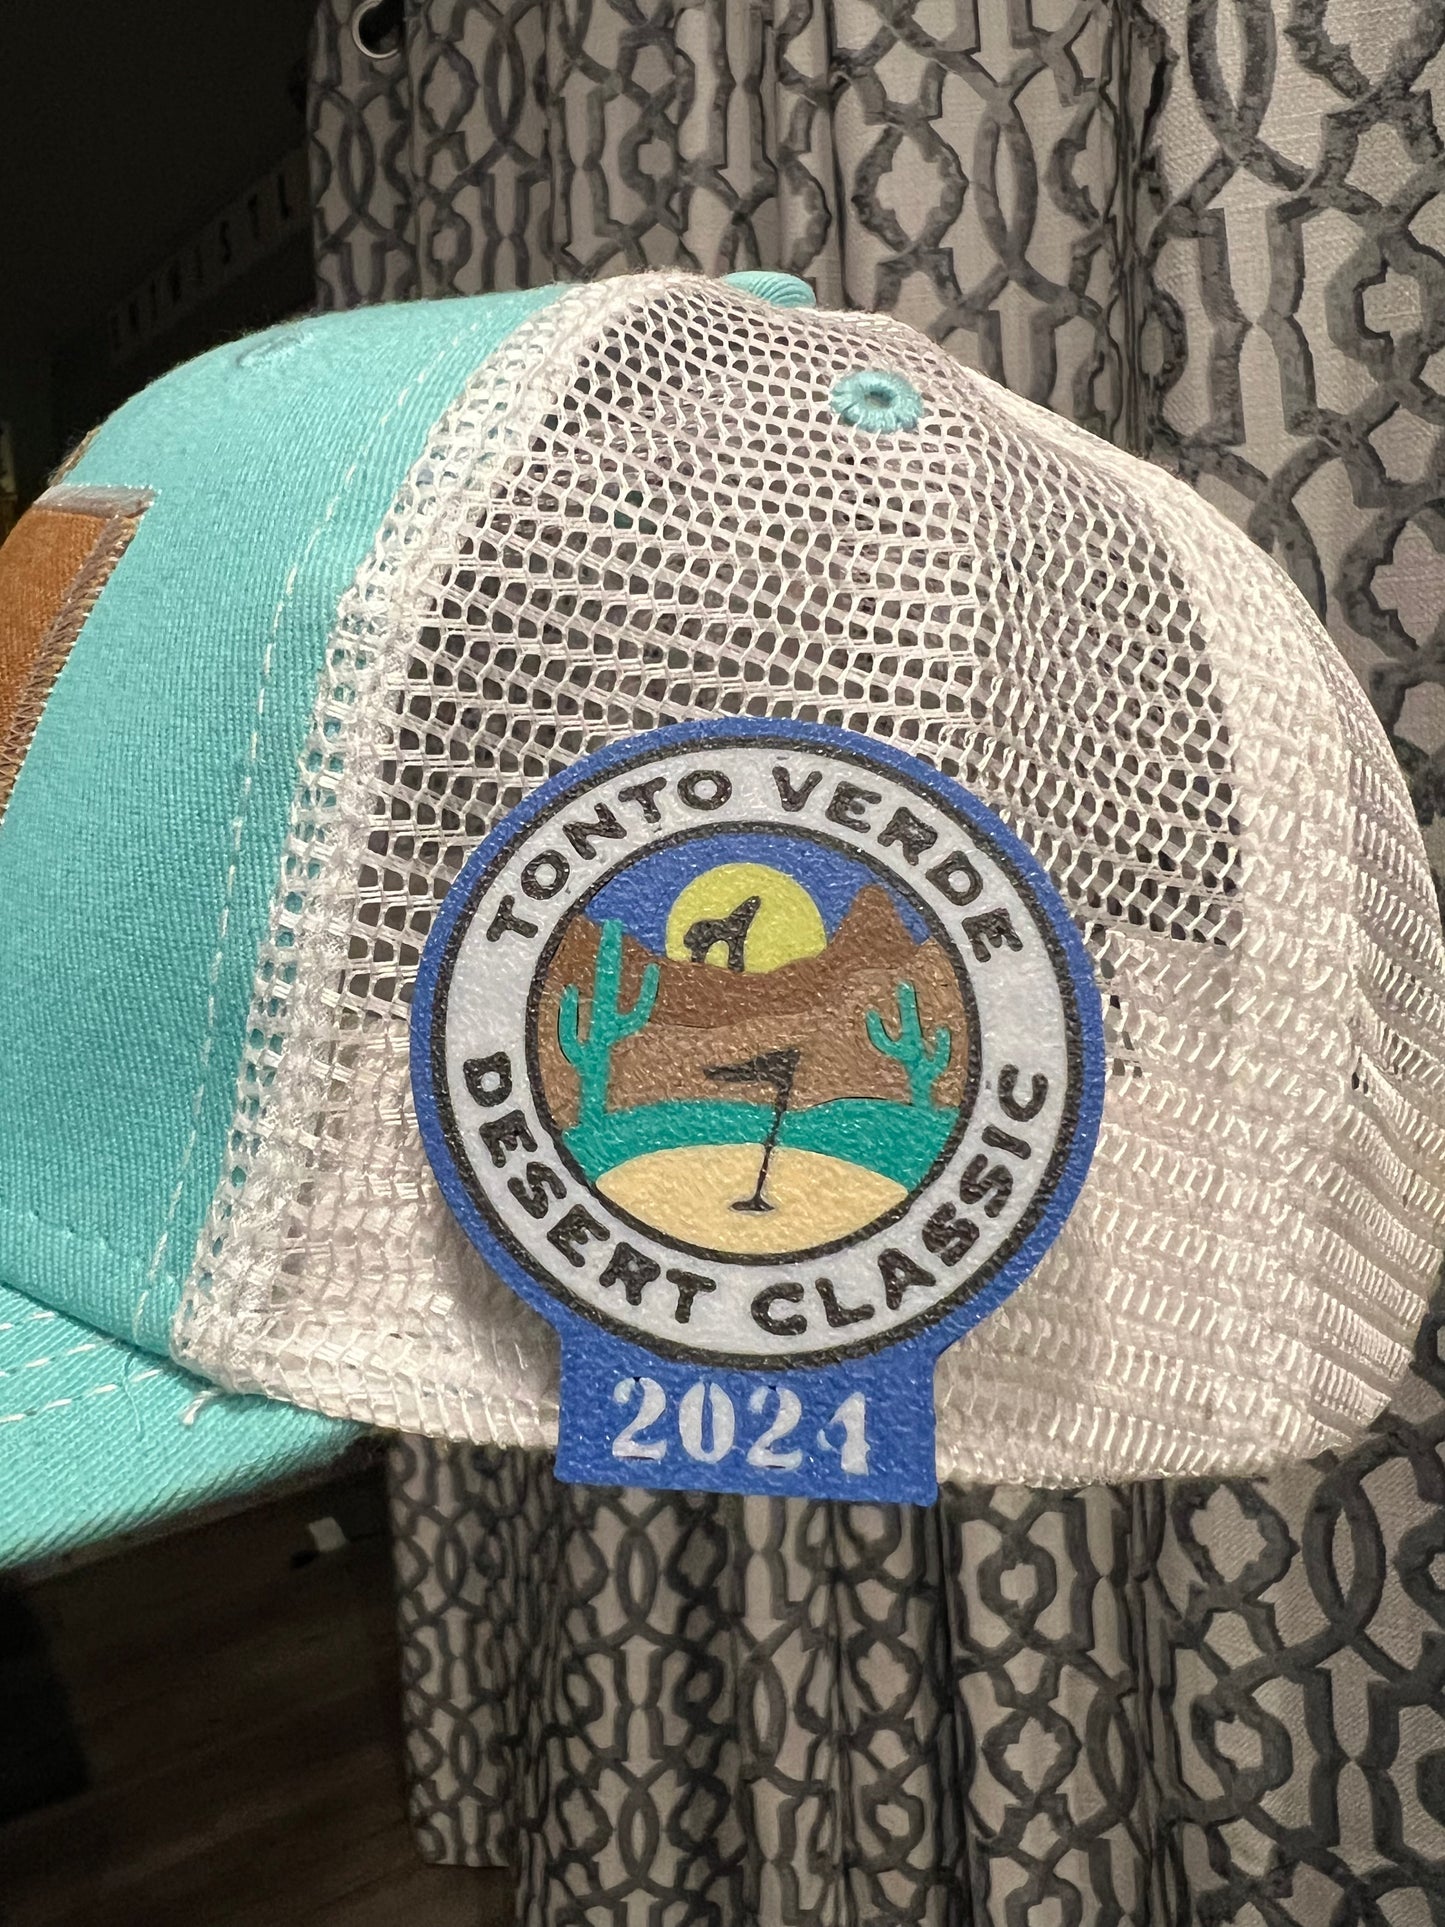 TONTO VERDE
DESERT CLASSIC
2024